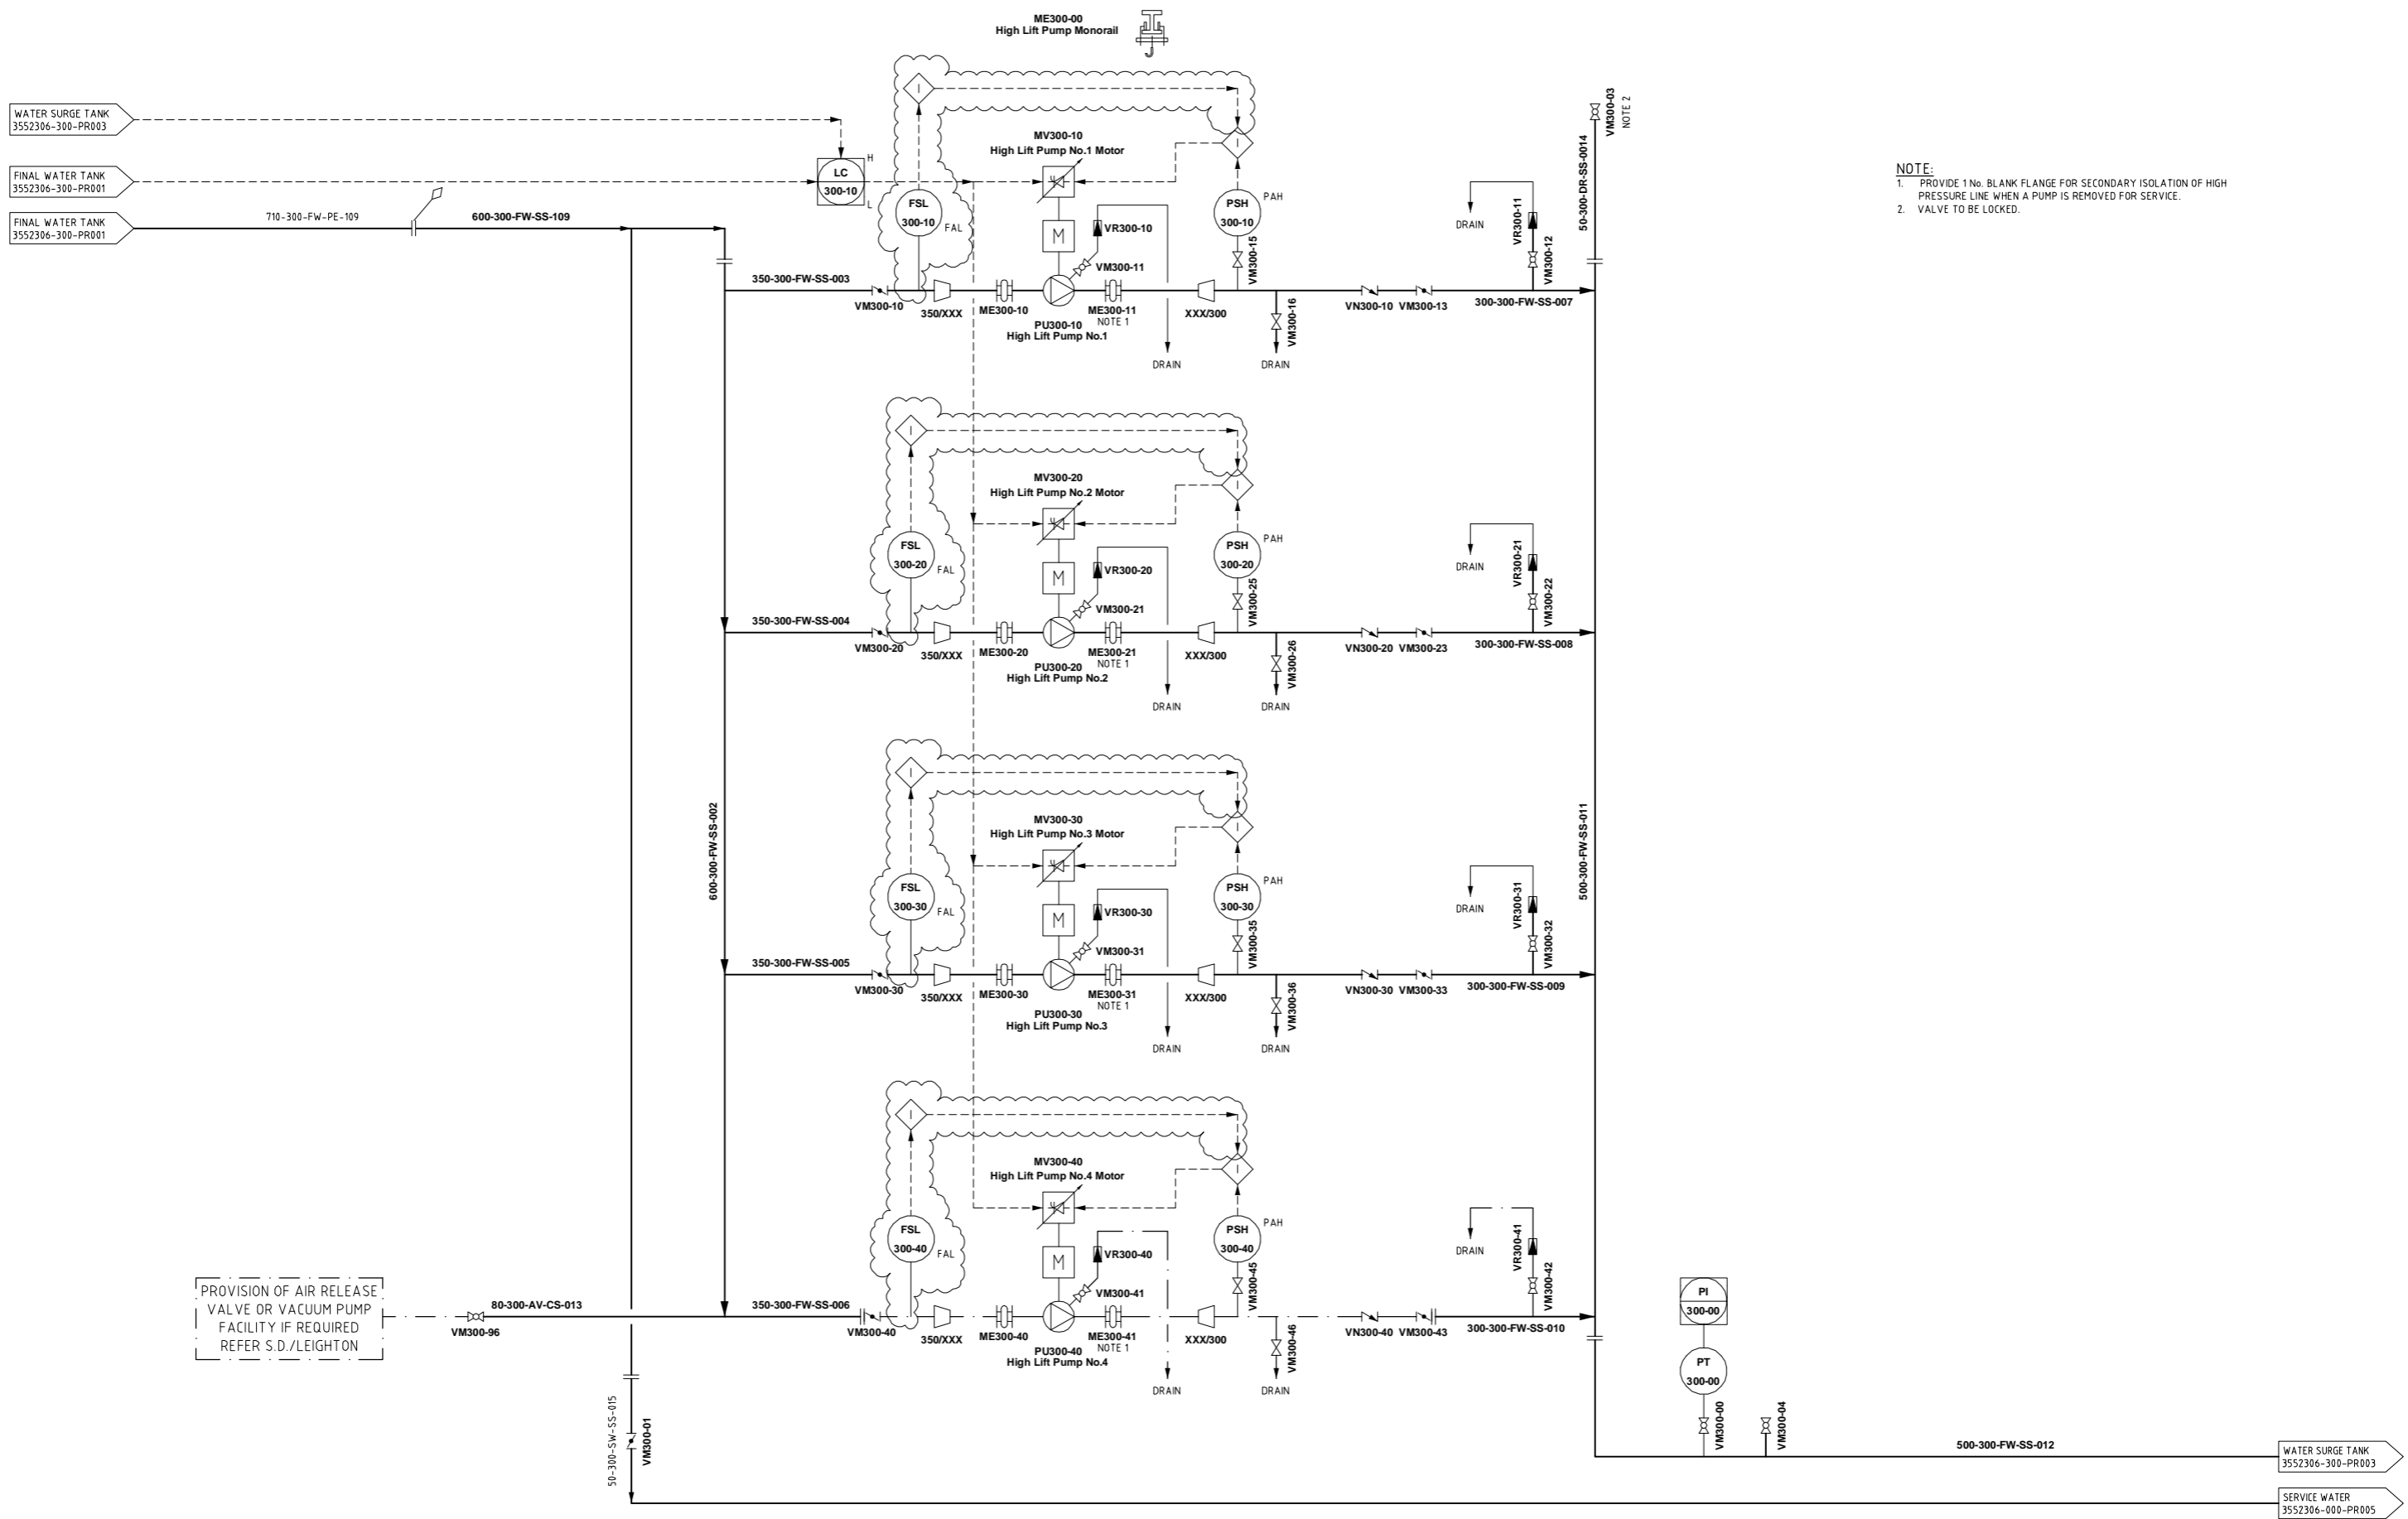 ME300-00
High Lift Pump Monorail
WATER SURGE TANK
3552306-300-PR003
FINAL WATER TANK
3552306-300-PR001
FINAL WATER TANK
3552306-300-PR001
710-300-FW-PE-109
600-300-FW-SS-109
LC
300-10
H
L
FSL
300-10
FAL
I
I
MV300-10
High Lift Pump No.1 Motor
M
VR300-10
VM300-11
PSH
300-10
PAH
VM300-15
350-300-FW-SS-003
VM300-10
350/XXX
ME300-10
PU300-10
High Lift Pump No.1
ME300-11
NOTE 1
XXX/300
VM300-16
DRAIN
DRAIN
VN300-10
VM300-13
DRAIN
VR300-11
VM300-12
300-300-FW-SS-007
50-300-DR-SS-0014
VM300-03
NOTE 2
NOTE:
1. PROVIDE 1 No. BLANK FLANGE FOR SECONDARY ISOLATION OF HIGH
PRESSURE LINE WHEN A PUMP IS REMOVED FOR SERVICE.
2. VALVE TO BE LOCKED.
I
I
MV300-20
High Lift Pump No.2 Motor
FSL
300-20
FAL
M
VR300-20
VM300-21
PSH
300-20
PAH
VM300-25
350-300-FW-SS-004
VM300-20
350/XXX
ME300-20
PU300-20
High Lift Pump No.2
ME300-21
NOTE 1
XXX/300
VM300-26
DRAIN
DRAIN
VN300-20
VM300-23
DRAIN
VR300-21
VM300-22
300-300-FW-SS-008
600-300-FW-SS-002
500-300-FW-SS-011
I
I
MV300-30
High Lift Pump No.3 Motor
FSL
300-30
FAL
M
VR300-30
VM300-31
PSH
300-30
PAH
VM300-35
350-300-FW-SS-005
VM300-30
350/XXX
ME300-30
PU300-30
High Lift Pump No.3
ME300-31
NOTE 1
XXX/300
VM300-36
DRAIN
DRAIN
VN300-30
VM300-33
DRAIN
VR300-31
VM300-32
300-300-FW-SS-009
I
I
MV300-40
High Lift Pump No.4 Motor
FSL
300-40
FAL
M
VR300-40
VM300-41
PSH
300-40
PAH
VM300-45
PROVISION OF AIR RELEASE
VALVE OR VACUUM PUMP
FACILITY IF REQUIRED
REFER S.D./LEIGHTON
VM300-96
80-300-AV-CS-013
350-300-FW-SS-006
VM300-40
350/XXX
ME300-40
PU300-40
High Lift Pump No.4
ME300-41
NOTE 1
XXX/300
VM300-46
DRAIN
DRAIN
VN300-40
VM300-43
DRAIN
VR300-41
VM300-42
300-300-FW-SS-010
PI
300-00
PT
300-00
VM300-00
VM300-04
50-300-SW-SS-015
VM300-01
500-300-FW-SS-012
WATER SURGE TANK
3552306-300-PR003
SERVICE WATER
3552306-000-PR005